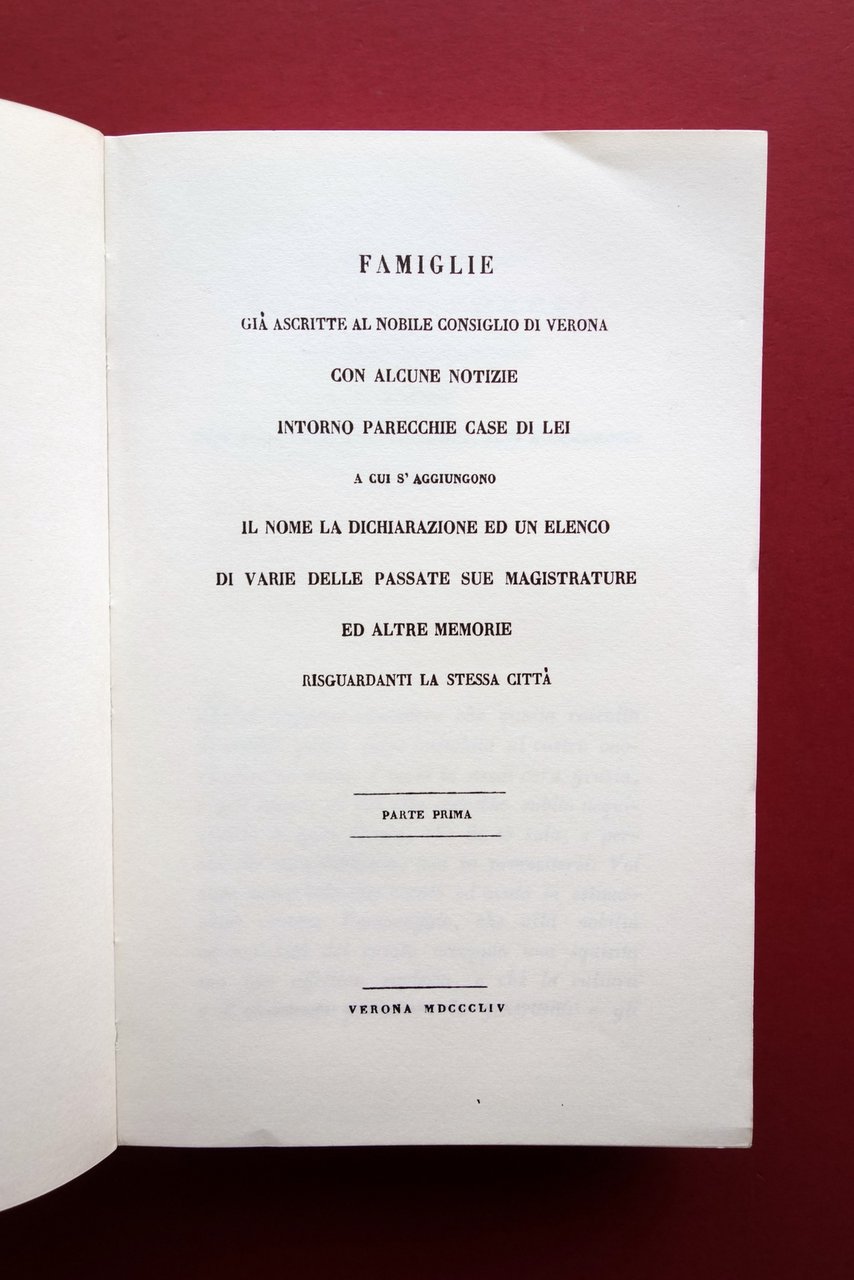 FAMIGLIE
GIÀ ASCRITTE AL NOBILE CONSIGLIO DI VERONA
CON ALCUNE NOTIZIE
INTORNO PARECCHIE CASE DI LEI
A CUI S' AGGIUNGONO
IL NOME LA DICHIARAZIONE ED UN ELENCO
DI VARIE DELLE PASSATE SUE MAGISTRATURE
ED ALTRE MEMORIE
RISGUARDANTI LA STESSA CITTÀ
PARTE PRIMA
VERONA MDCCCLIV